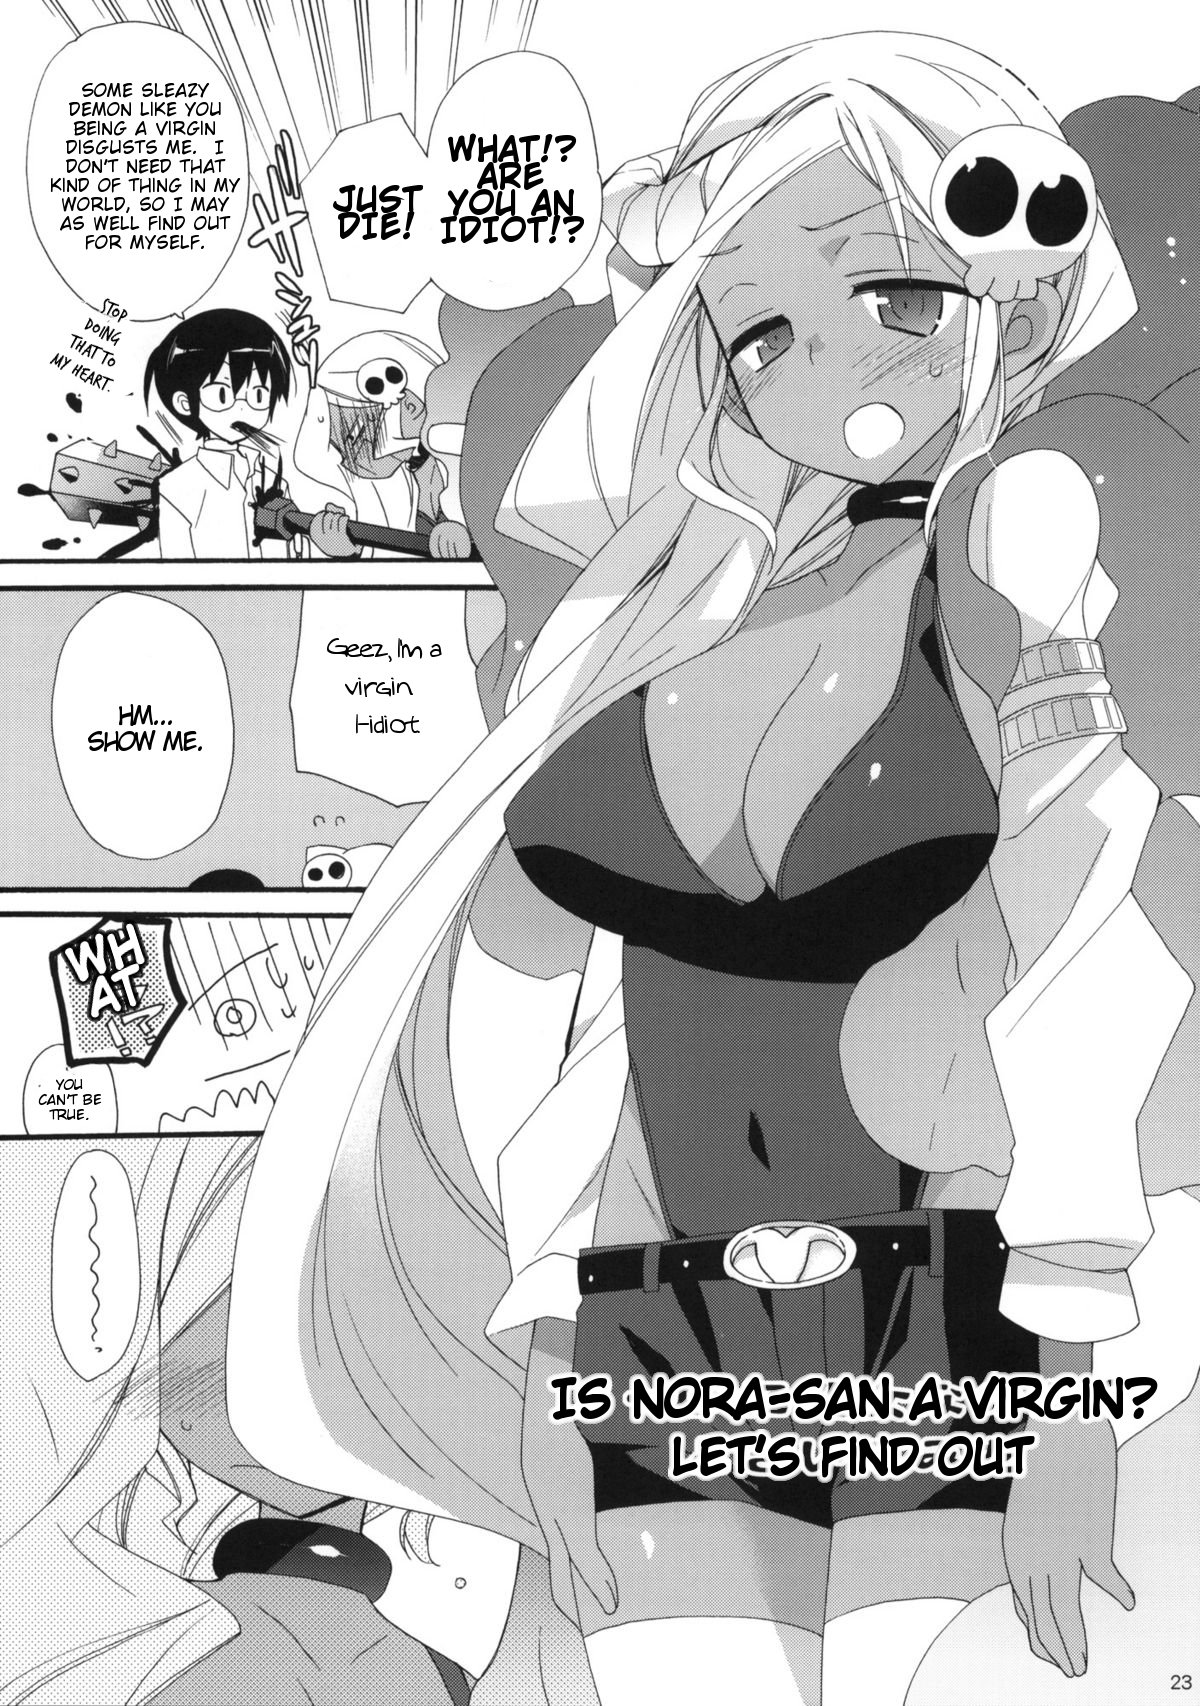 WHAT!?
ARE
YOU AN
IDIOT!?
JUST
DIE!
SOME SLEAZY
DEMON LIKE YOU
BEING A VIRGIN
DISGUSTS ME. I
DON'T NEED THAT
KIND OF THING IN MY
WORLD, SO I MAY
AS WELL FIND OUT
FOR MYSELF.
STOP
DOING
THAT TO
MY HEART.
Geez, I'm a
virgin
I-idiot
HM...
SHOW ME.
WH
AT
!?
YOU
CAN'T BE
TRUE.
IS NORA-SAN A VIRGIN?
LET'S FIND OUT
23